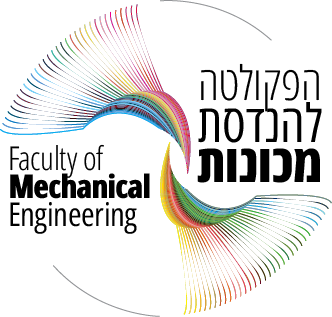 הפקולטה
להנדסת
מכונות
Faculty of
Mechanical
Engineering